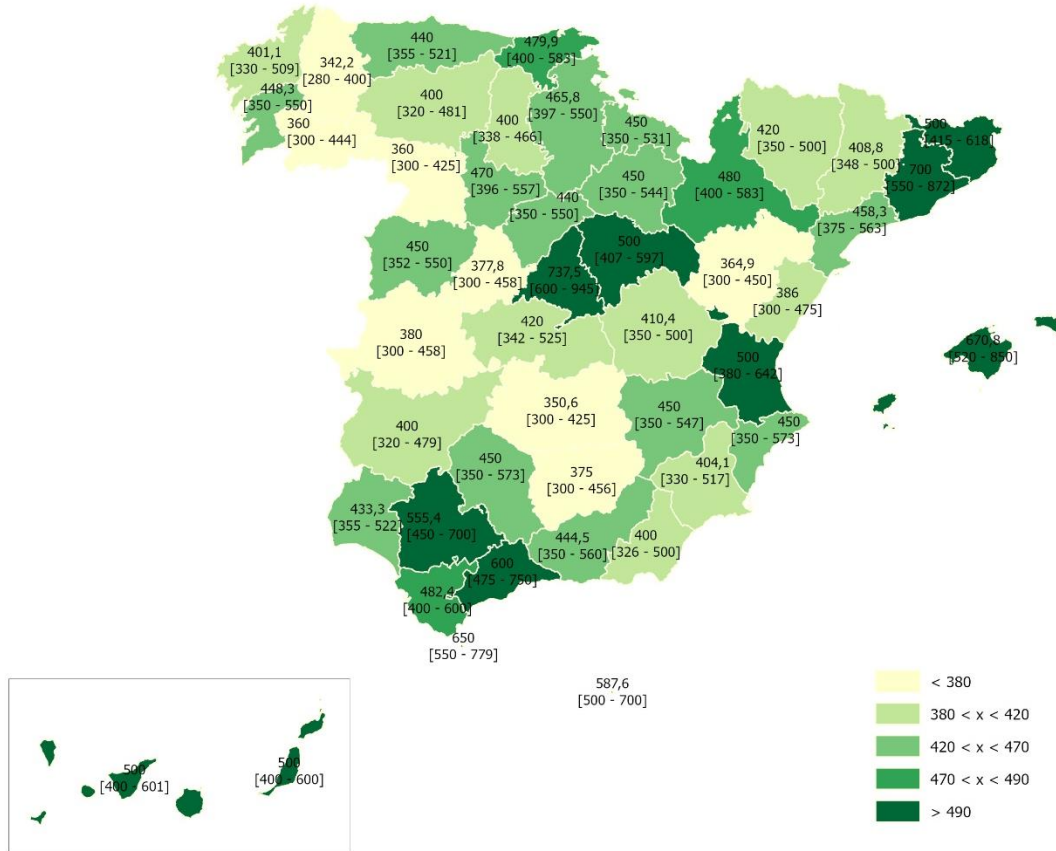 440
[355 - 521]
479,9
[400 - 583]
401,1
[330 - 509]
342,2
[280 - 400]
448,3
[350 - 550]
400
[320 - 481]
465,8
[397 - 550]
400
[338 - 466]
450
[350 - 531]
360
[300 - 444]
360
[300 - 425]
420
[350 - 500]
408,8
[348 - 500]
500
[415 - 618]
700
[550 - 872]
470
[396 - 557]
440
[350 - 550]
450
[350 - 544]
480
[400 - 583]
458,3
[375 - 563]
450
[352 - 550]
377,8
[300 - 458]
737,5
[600 - 945]
500
[407 - 597]
364,9
[300 - 450]
386
[300 - 475]
380
[300 - 458]
420
[342 - 525]
410,4
[350 - 500]
500
[380 - 642]
670,8
[520 - 850]
400
[320 - 479]
350,6
[300 - 425]
450
[350 - 547]
450
[350 - 573]
450
[350 - 573]
375
[300 - 456]
404,1
[330 - 517]
433,3
[355 - 522]
555,4
[450 - 700]
444,5
[350 - 560]
400
[326 - 500]
482,4
[400 - 600]
600
[475 - 750]
650
[550 - 779]
587,6
[500 - 700]
500
[400 - 601]
500
[400 - 600]
< 380
380 < x < 420
420 < x < 470
470 < x < 490
> 490